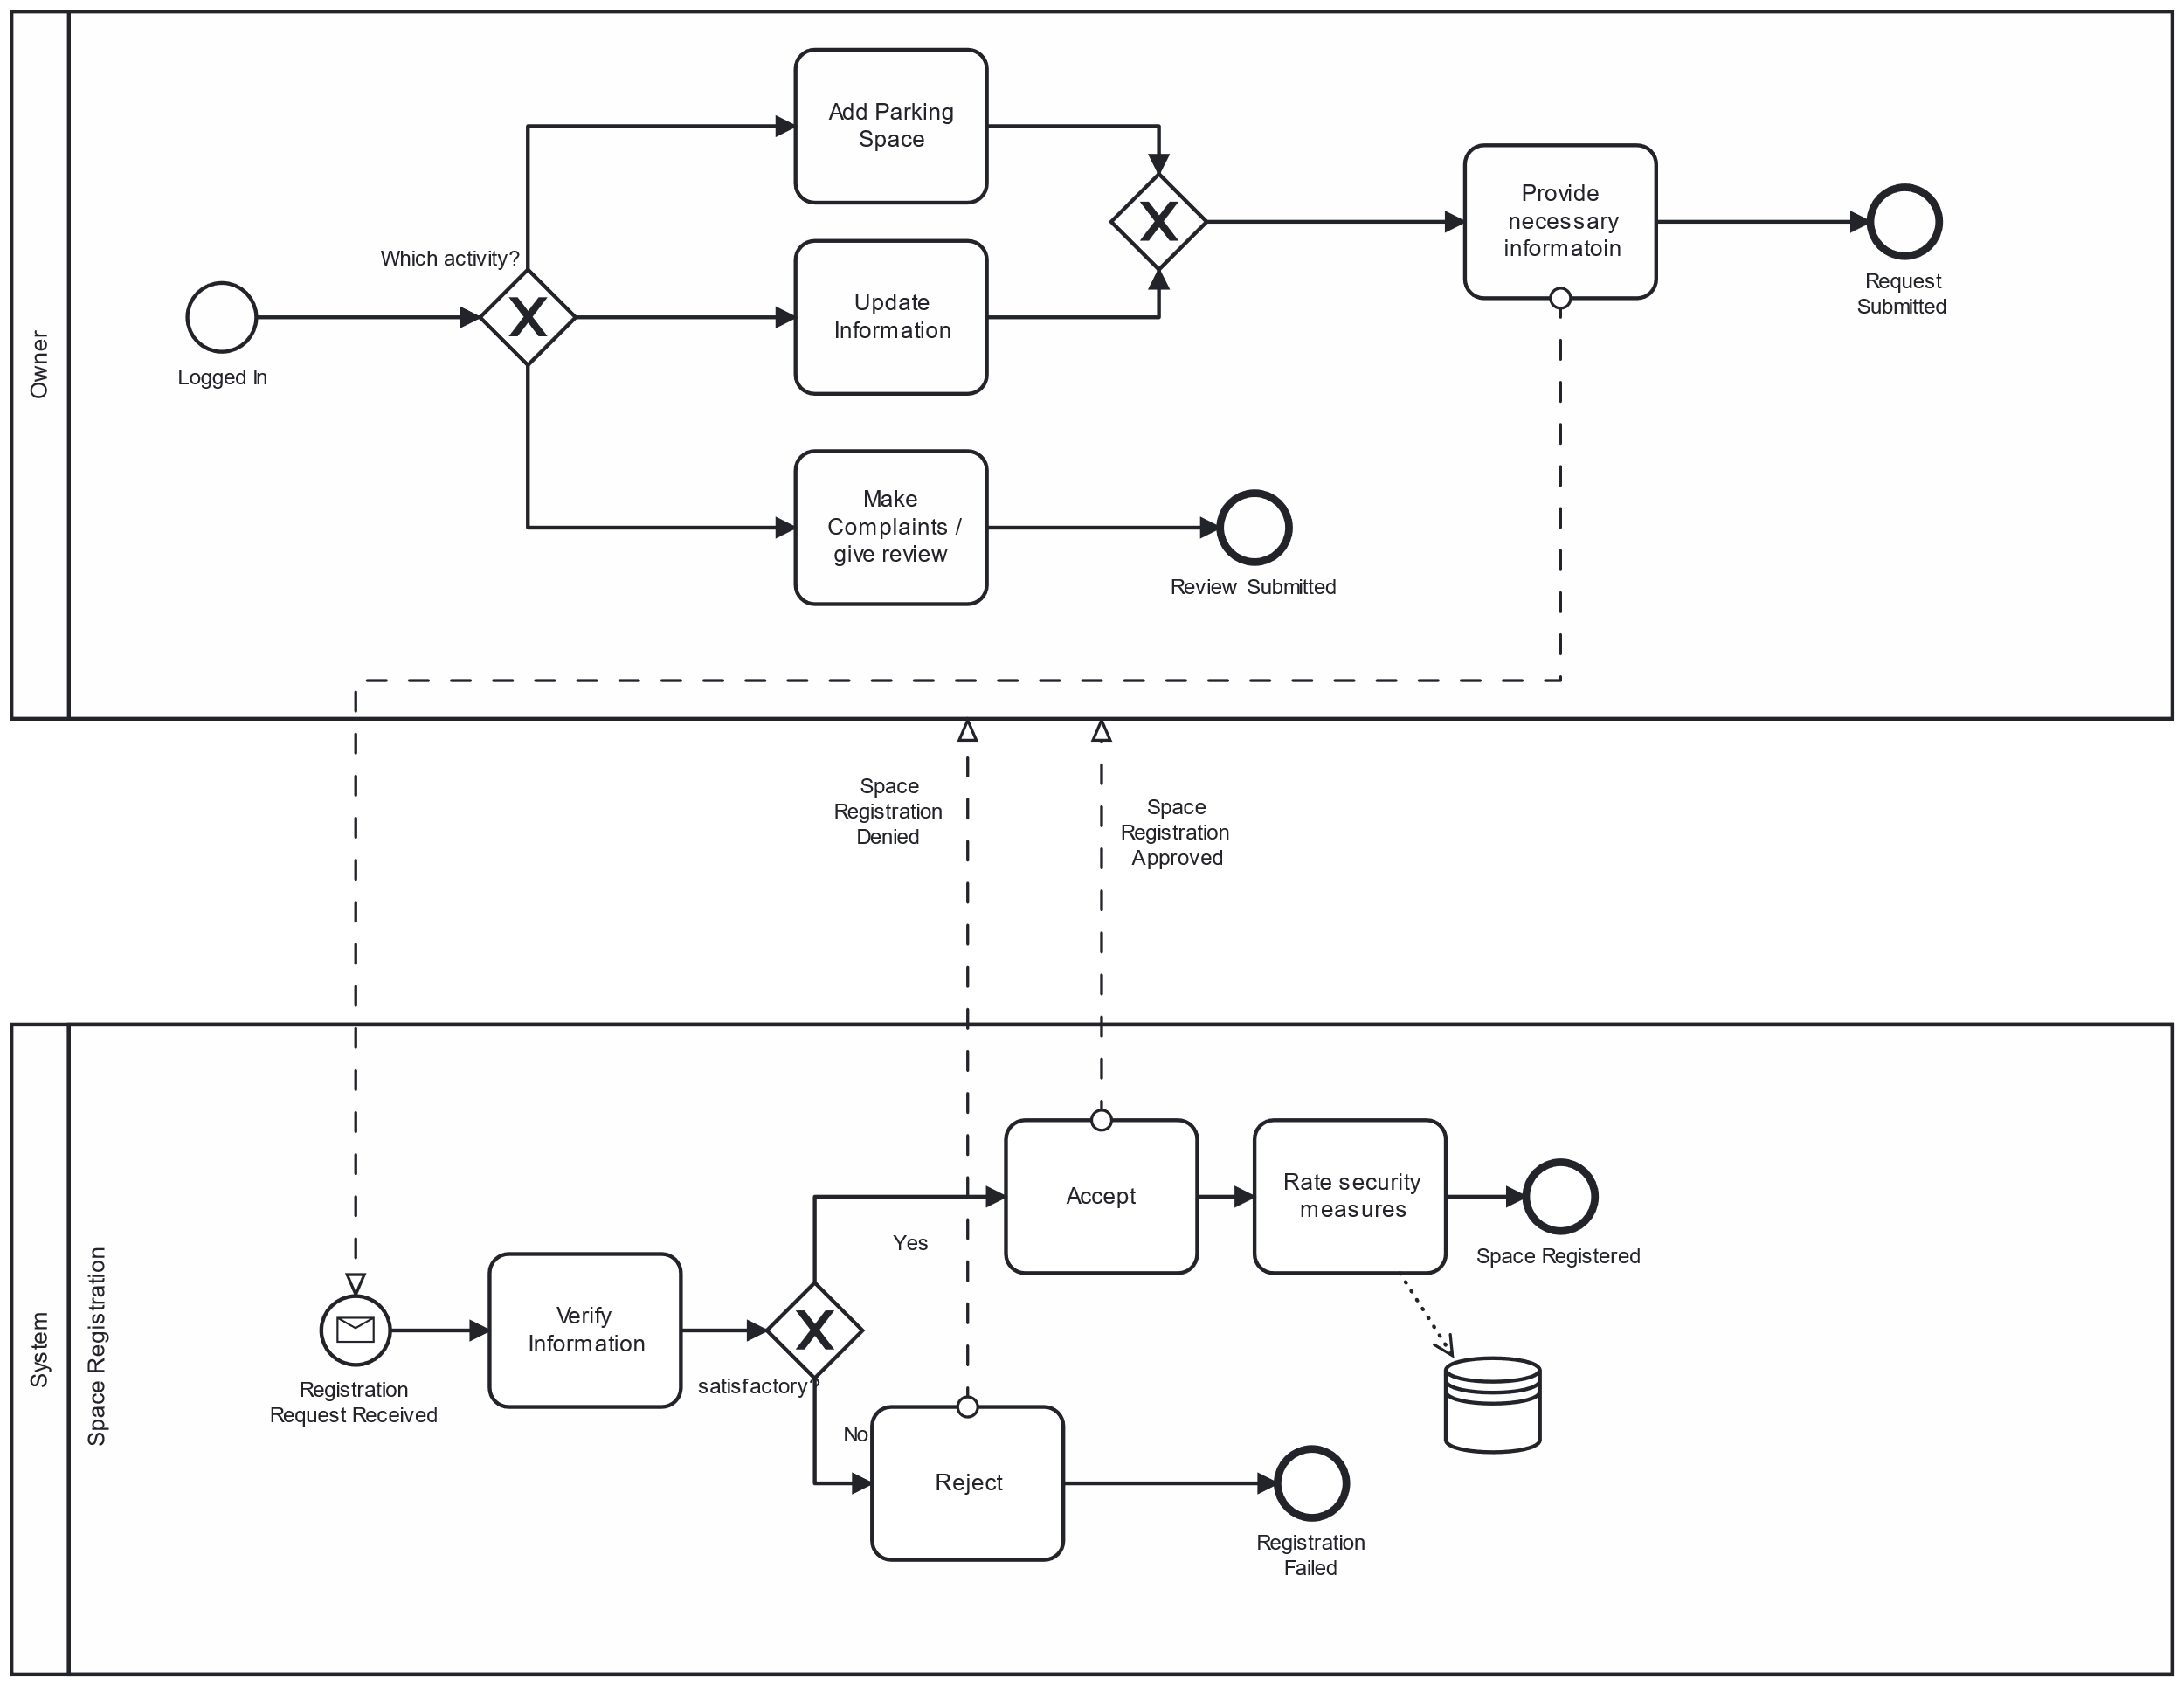 Owner
Logged In
Which activity?
Add Parking
Space
Update
Information
Make
Complaints /
give review
Review Submitted
Provide
necessary
informatoin
Request
Submitted
Space
Registration
Denied
Space
Registration
Approved
System
Space Registration
Registration
Request Received
Verify
Information
satisfactory?
Yes
No
Accept
Rate security
measures
Space Registered
Reject
Registration
Failed